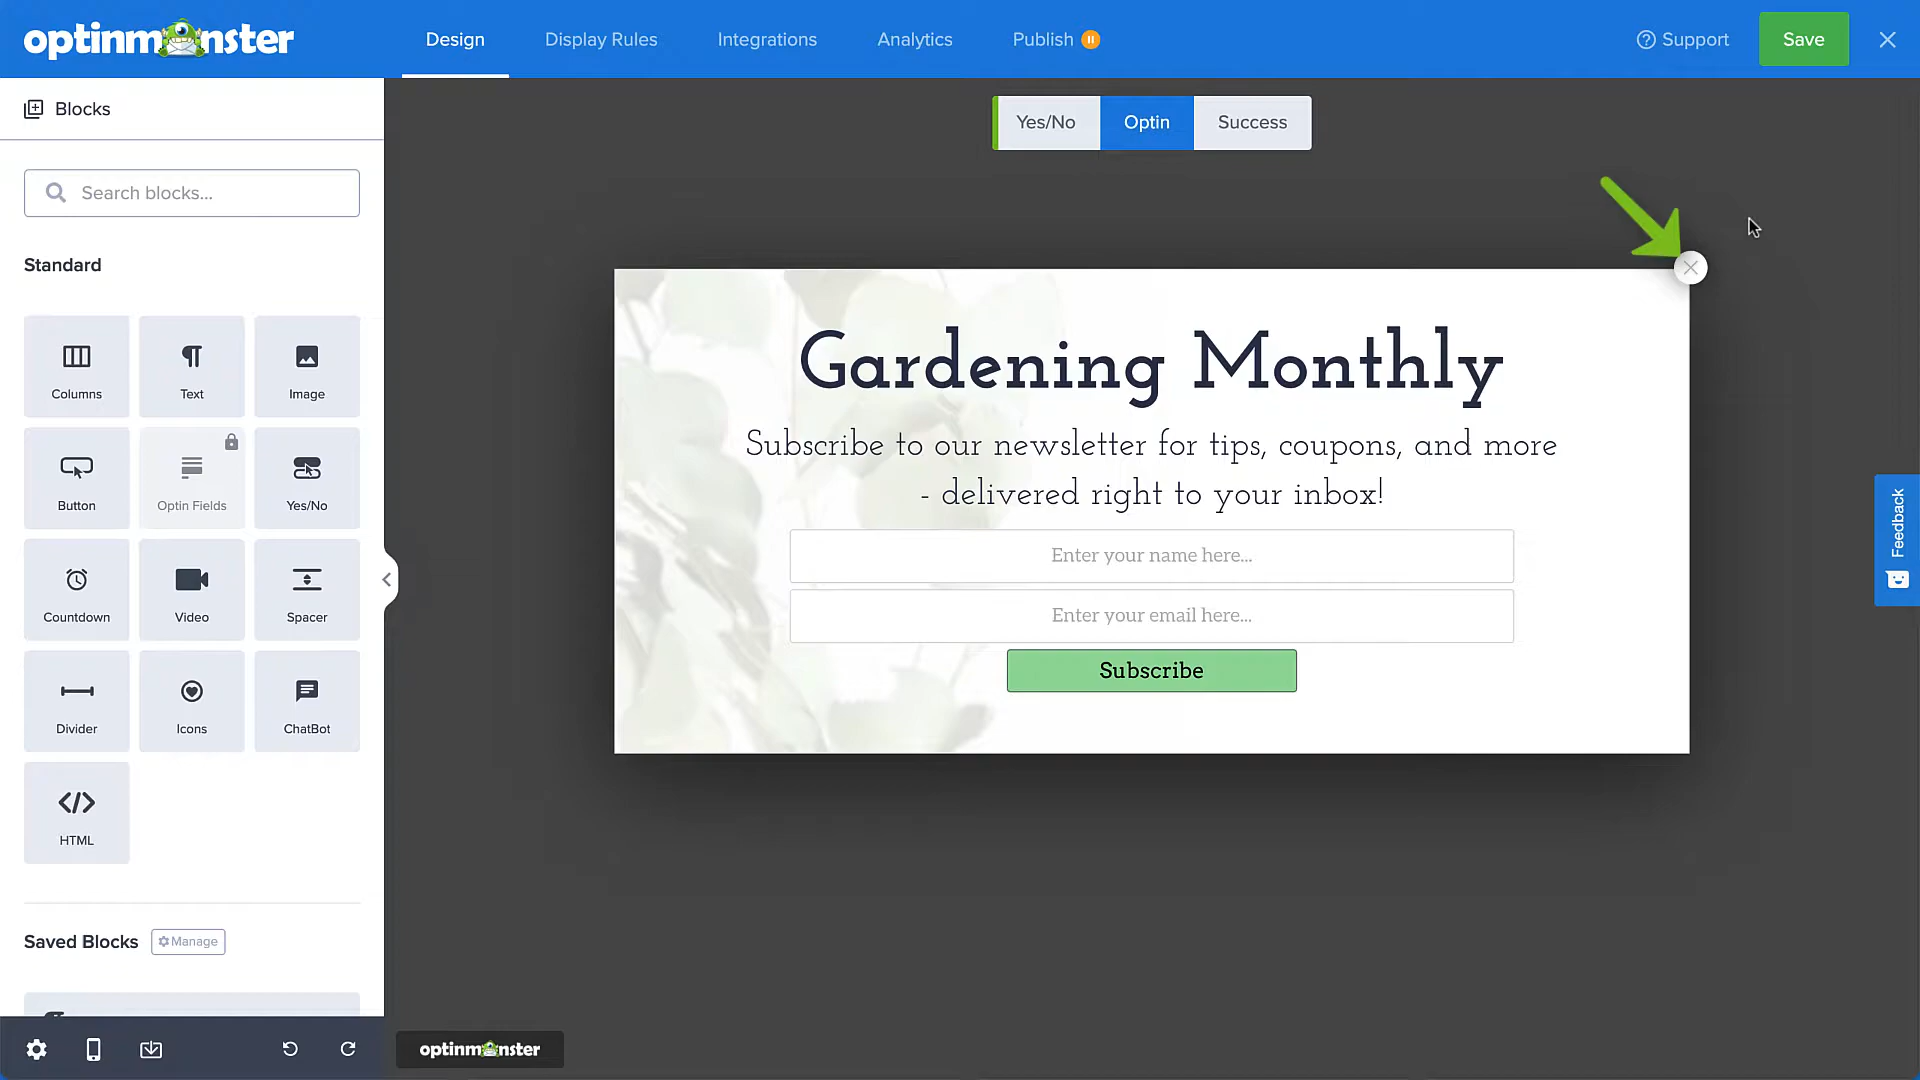 optinmonster
Design
Display Rules
Integrations
Analytics
Publish
Support
Save
Blocks
Yes/No
Optin
Success
Search blocks...
Standard
Columns
Text
Image
Button
Optin Fields
Yes/No
Countdown
Video
Spacer
Divider
Icons
ChatBot
HTML
Saved Blocks
Manage
Gardening Monthly
Subscribe to our newsletter for tips, coupons, and more
- delivered right to your inbox!
Enter your name here...
Enter your email here...
Subscribe
Feedback
optinmonster